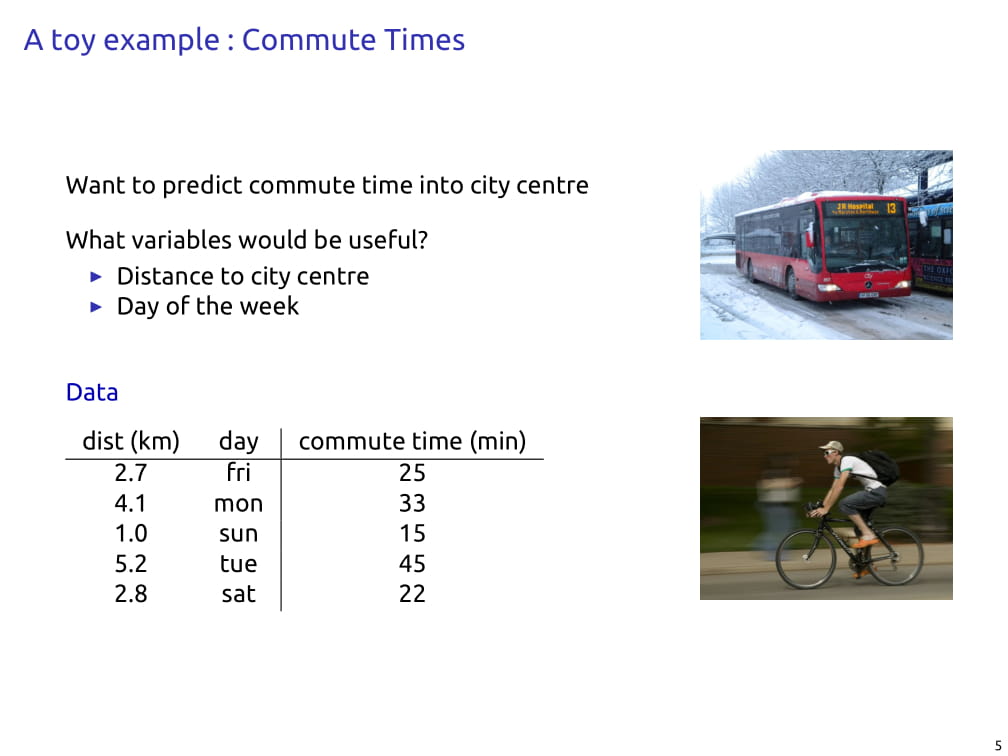 A toy example : Commute Times
Want to predict commute time into city centre
What variables would be useful?
▶ Distance to city centre
▶ Day of the week
Data
dist (km) day commute time (min)
2.7 fri 25
4.1 mon 33
1.0 sun 15
5.2 tue 45
2.8 sat 22
JR Hospital 13
5